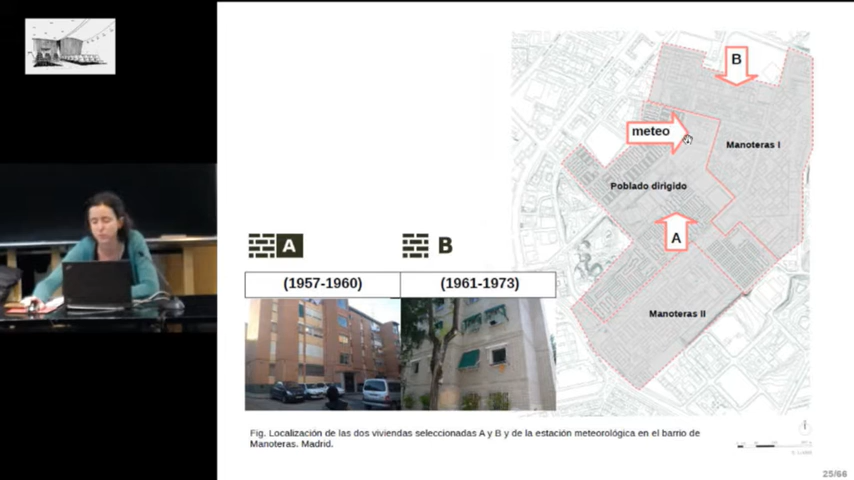 B
meteo
Manoteras I
Poblado dirigido
A
Manoteras II
A
B
(1957-1960)
(1961-1973)
Fig. Localización de las dos viviendas seleccionadas A y B y de la estación meteorológica en el barrio de
Manoteras. Madrid.
25/66